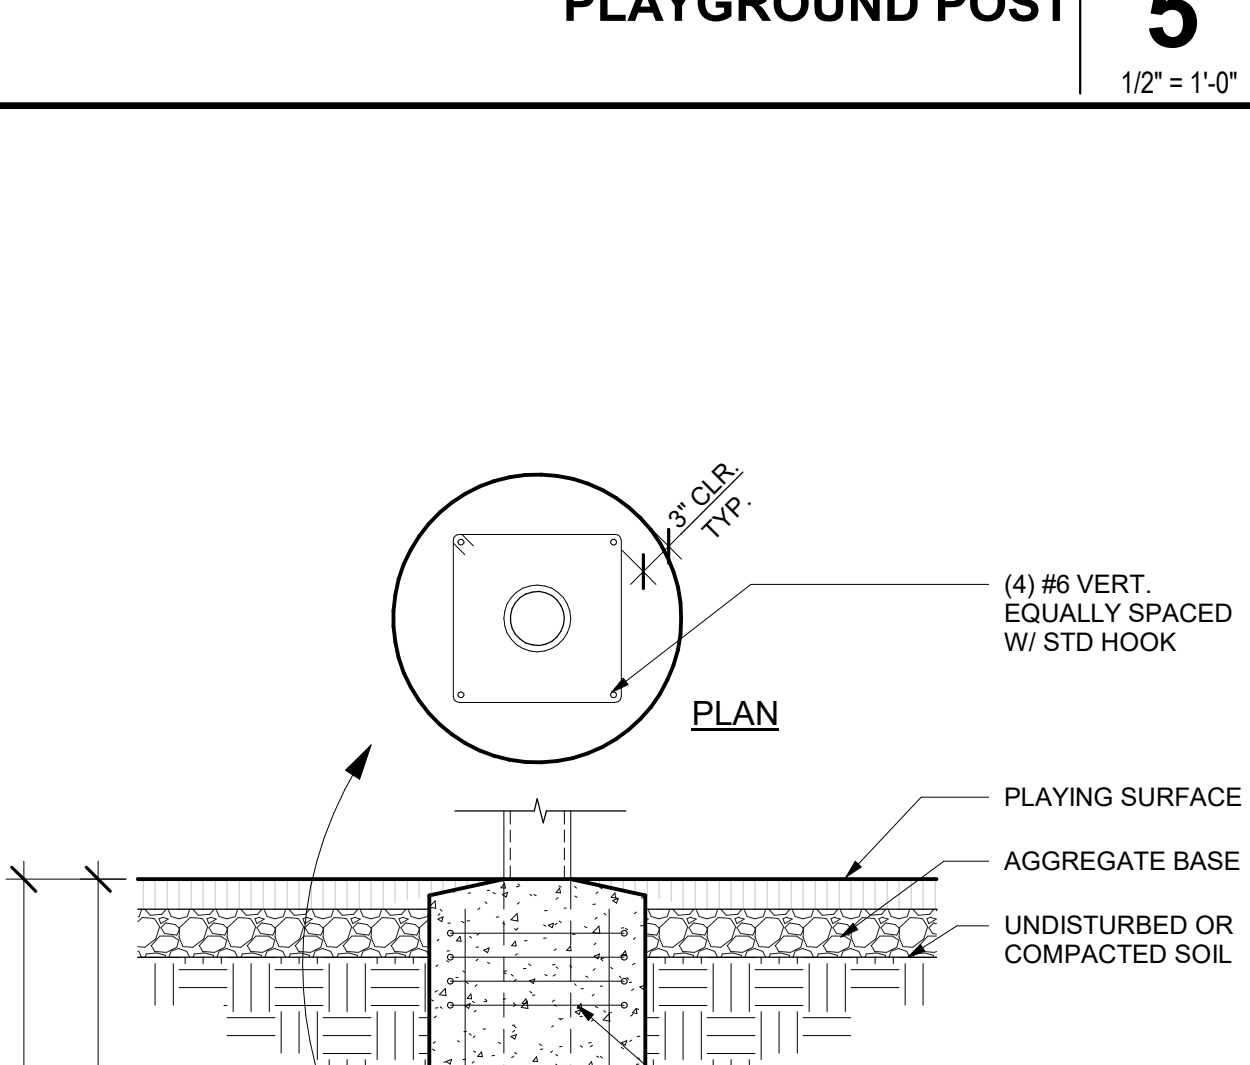 PLAYGROUND POST
5
1/2" = 1'-0"
3" CLR.
TYP.
(4) #6 VERT.
EQUALLY SPACED
W/ STD HOOK
PLAN
PLAYING SURFACE
AGGREGATE BASE
UNDISTURBED OR
COMPACTED SOIL